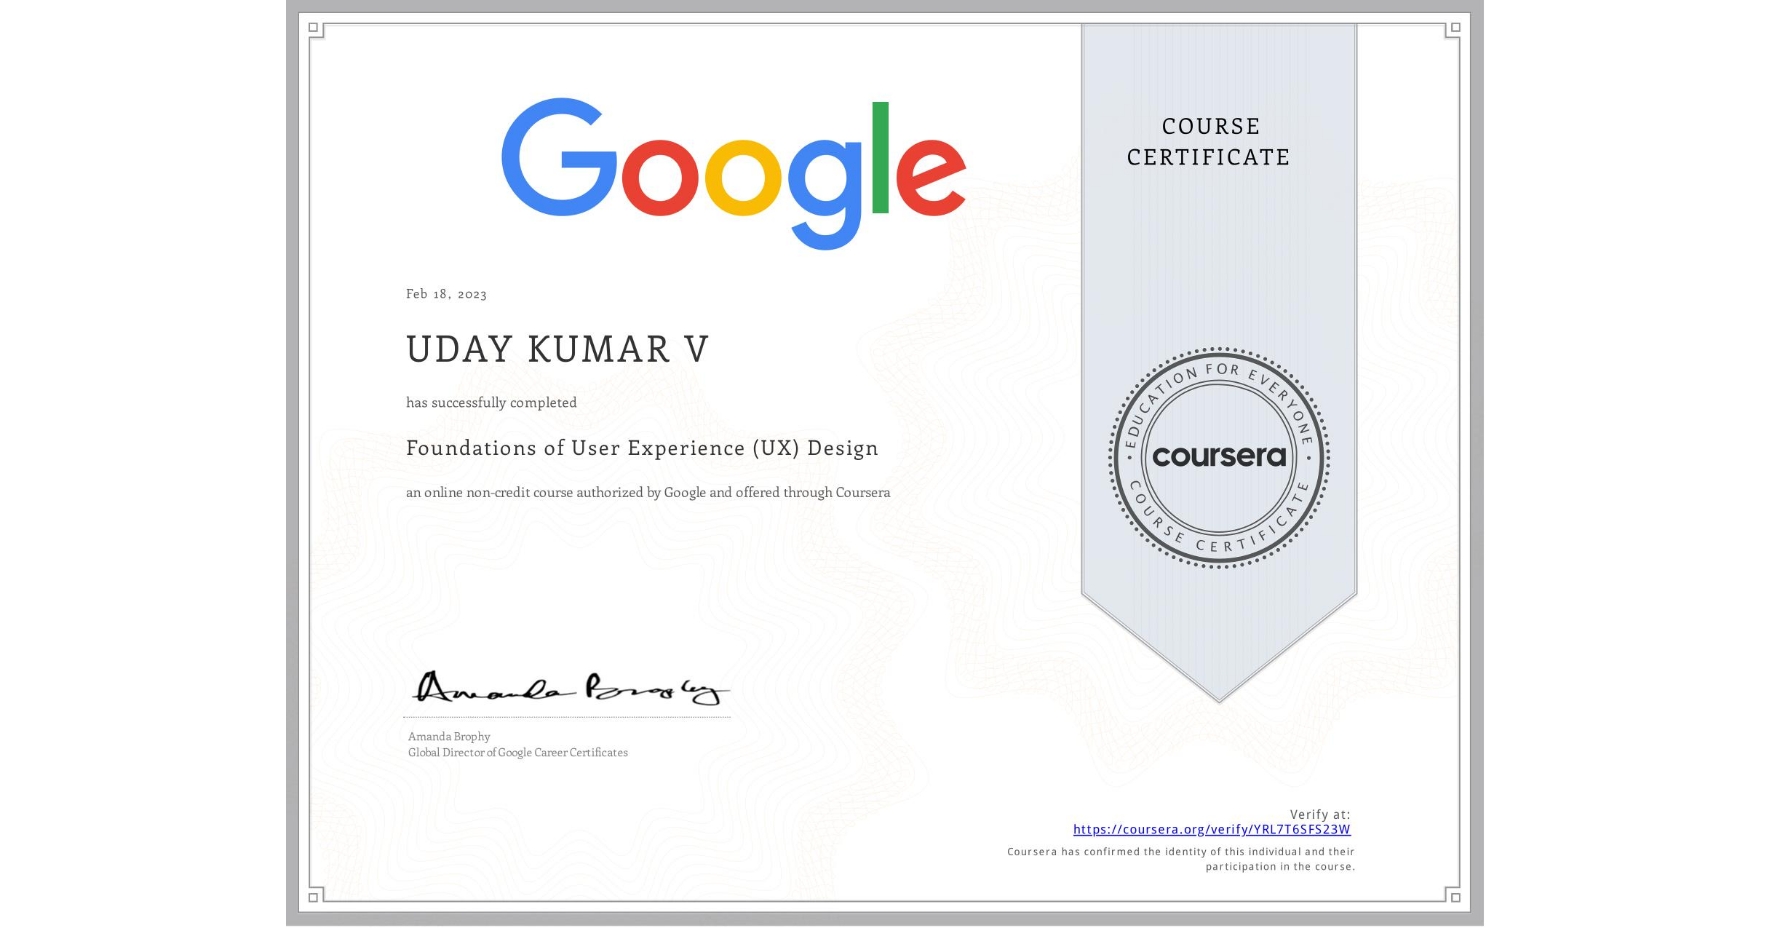 Google
COURSE
CERTIFICATE
Feb 18, 2023
UDAY KUMAR V
has successfully completed
Foundations of User Experience (UX) Design
an online non-credit course authorized by Google and offered through Coursera
EDUCATION FOR EVERYONE
coursera
COURSE CERTIFICATE
Amanda Brophy
Amanda Brophy
Global Director of Google Career Certificates
Verify at:
https://coursera.org/verify/YRL7T6SFS23W
Coursera has confirmed the identity of this individual and their
participation in the course.